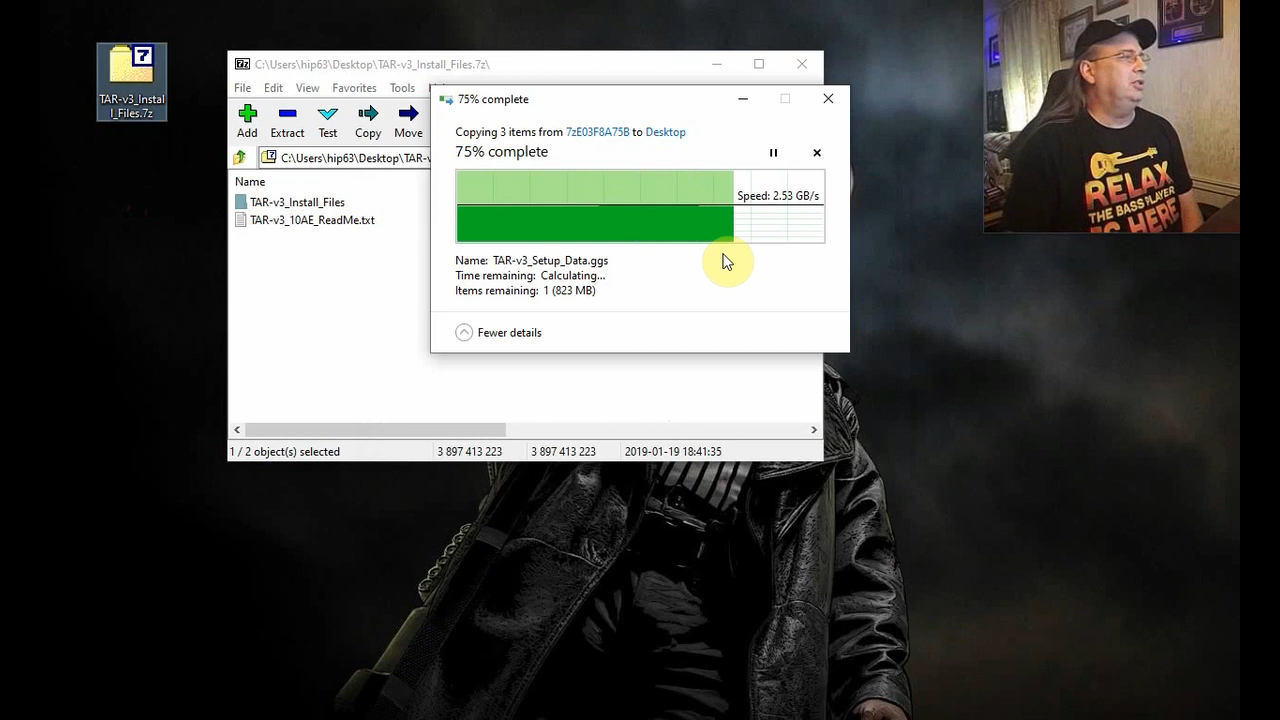 TAR-v3_Instal
l_Files.7z
C:\Users\hip63\Desktop\TAR-v3_Install_Files.7z\
File Edit View Favorites Tools
Add Extract Test Copy Move
C:\Users\hip63\Desktop\TAR-v
Name
TAR-v3_Install_Files
TAR-v3_10AE_ReadMe.txt
1 / 2 object(s) selected 3 897 413 223 3 897 413 223 2019-01-19 18:41:35
75% complete
Copying 3 items from 7zE03F8A75B to Desktop
75% complete
Speed: 2.53 GB/s
Name: TAR-v3_Setup_Data.ggs
Time remaining: Calculating...
Items remaining: 1 (823 MB)
Fewer details
RELAX
THE BASS PLAYER
HERE